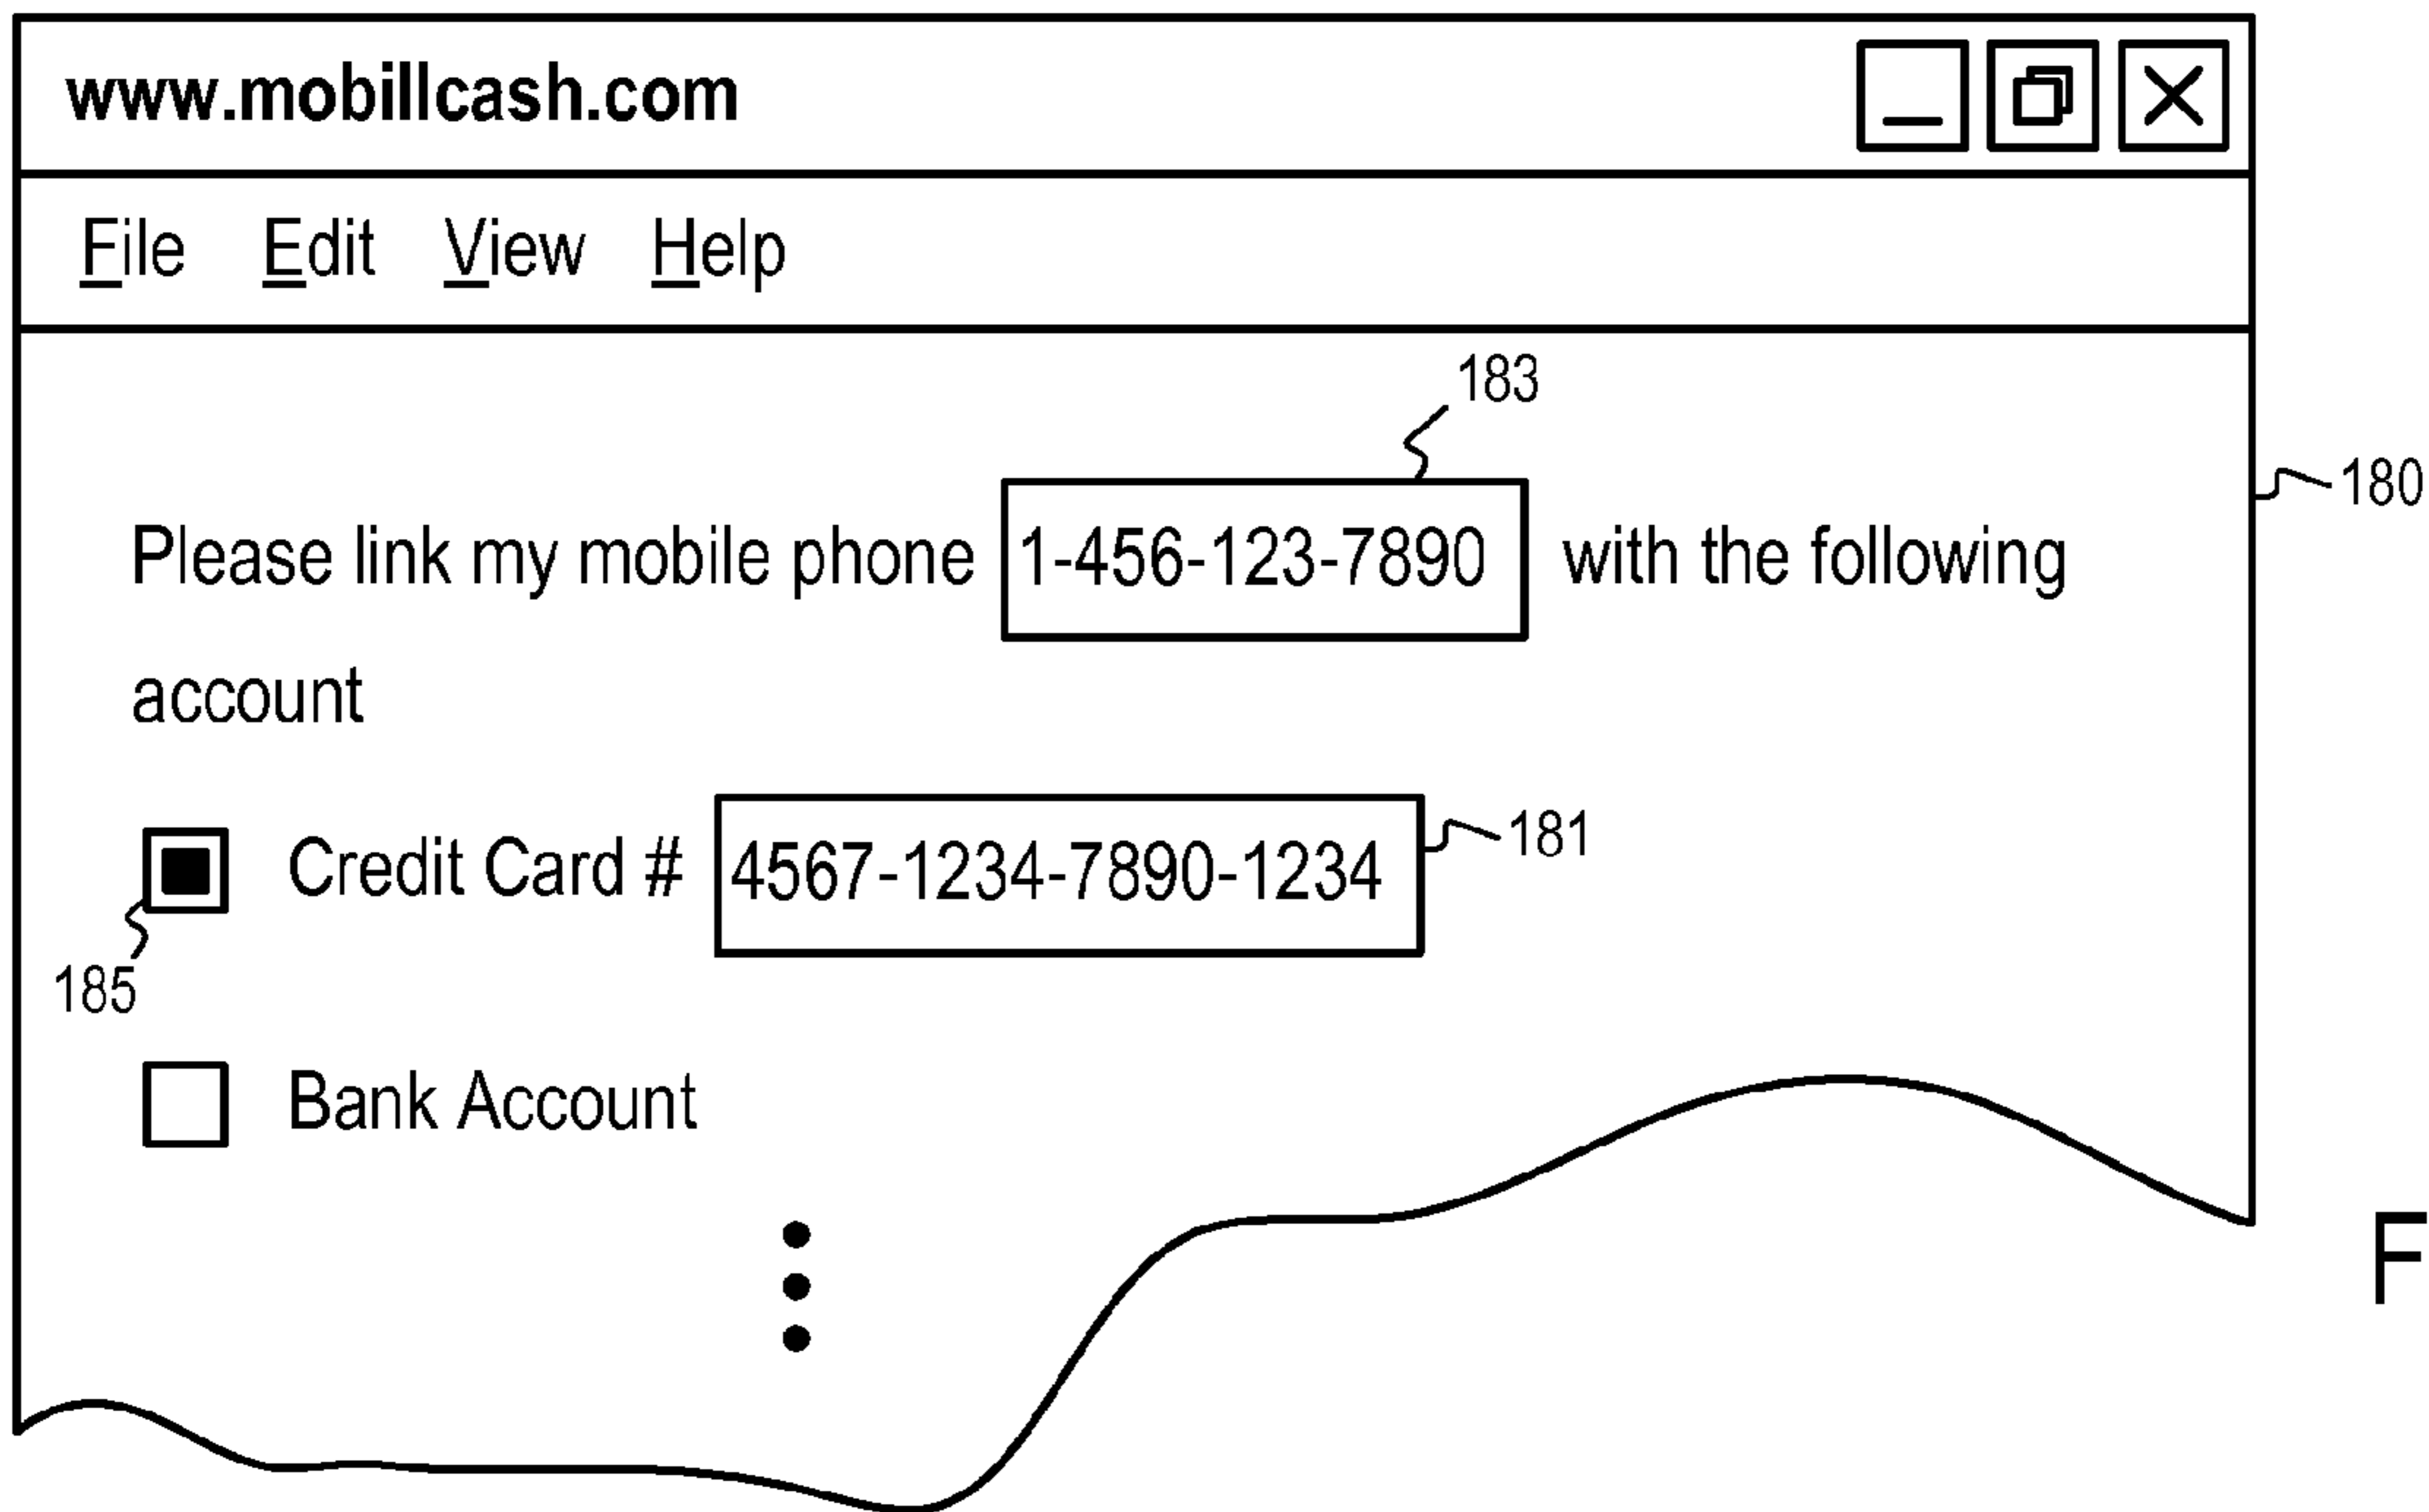 www.mobillcash.com
File Edit View Help
183
180
Please link my mobile phone 1-456-123-7890 with the following
account
Credit Card # 4567-1234-7890-1234 181
185
Bank Account
F